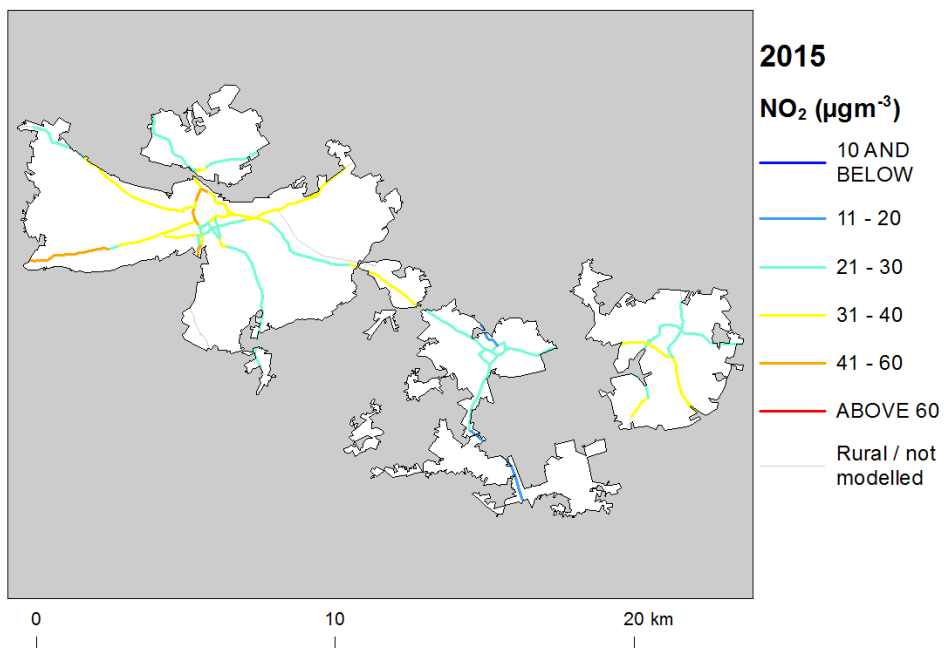 2015
NO₂ (µgm⁻³)
10 AND
BELOW
11 - 20
21 - 30
31 - 40
41 - 60
ABOVE 60
Rural / not
modelled
0 10 20 km